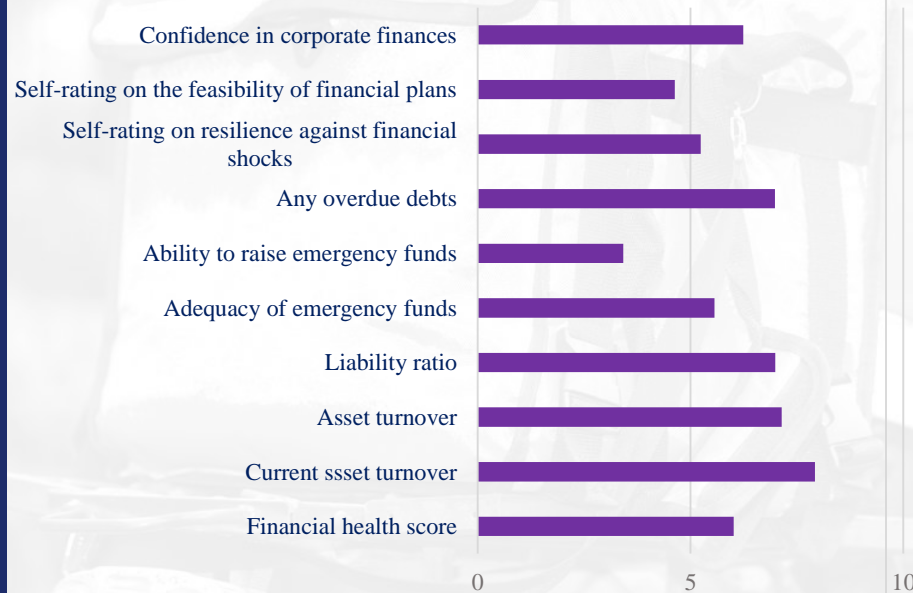 Confidence in corporate finances
Self-rating on the feasibility of financial plans
Self-rating on resilience against financial
shocks
Any overdue debts
Ability to raise emergency funds
Adequacy of emergency funds
Liability ratio
Asset turnover
Current ssset turnover
Financial health score
0 5 10